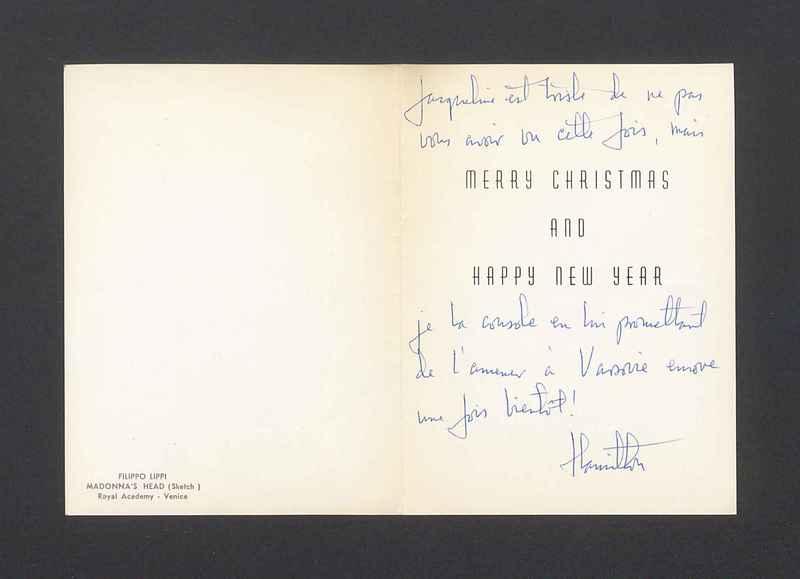 Jacqueline est triste de ne pas
vous avoir vu cette fois, mais
MERRY CHRISTMAS
AND
HAPPY NEW YEAR
je la console en lui promettant
de l'amener à Varsovie encore
une fois bientôt!
Hamilton
FILIPPO LIPPI
MADONNA'S HEAD (Sketch)
Royal Academy - Venice